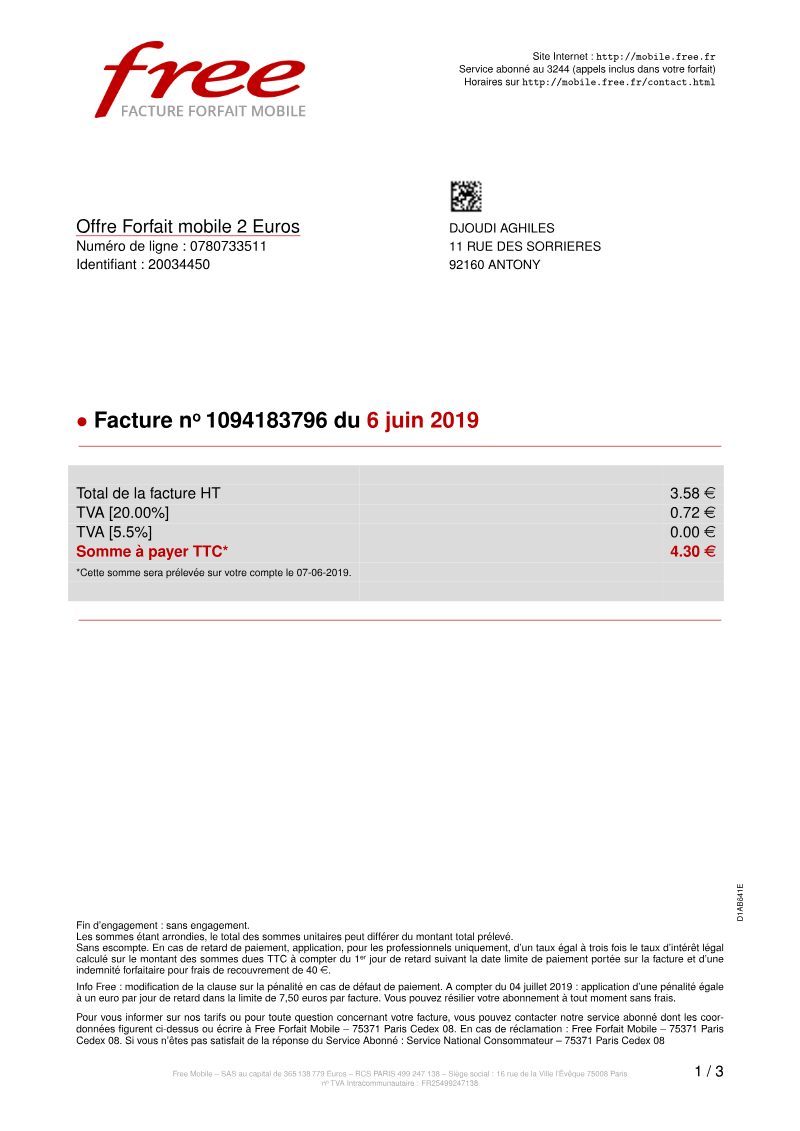 free
FACTURE FORFAIT MOBILE
Site Internet : http://mobile.free.fr
Service abonné au 3244 (appels inclus dans votre forfait)
Horaires sur http://mobile.free.fr/contact.html
Offre Forfait mobile 2 Euros
Numéro de ligne : 0780733511
Identifiant : 20034450
DJOUDI AGHILES
11 RUE DES SORRIERES
92160 ANTONY
• Facture nº 1094183796 du 6 juin 2019
Total de la facture HT 3.58 €
TVA [20.00%] 0.72 €
TVA [5.5%] 0.00 €
Somme à payer TTC* 4.30 €
*Cette somme sera prélevée sur votre compte le 07-06-2019.
D1AB641E
Fin d'engagement : sans engagement.
Les sommes étant arrondies, le total des sommes unitaires peut différer du montant total prélevé.
Sans escompte. En cas de retard de paiement, application, pour les professionnels uniquement, d'un taux égal à trois fois le taux d'intérêt légal
calculé sur le montant des sommes dues TTC à compter du 1er jour de retard suivant la date limite de paiement portée sur la facture et d'une
indemnité forfaitaire pour frais de recouvrement de 40 €.
Info Free : modification de la clause sur la pénalité en cas de défaut de paiement. A compter du 04 juillet 2019 : application d'une pénalité égale
à un euro par jour de retard dans la limite de 7,50 euros par facture. Vous pouvez résilier votre abonnement à tout moment sans frais.
Pour vous informer sur nos tarifs ou pour toute question concernant votre facture, vous pouvez contacter notre service abonné dont les coor-
données figurent ci-dessus ou écrire à Free Forfait Mobile – 75371 Paris Cedex 08. En cas de réclamation : Free Forfait Mobile – 75371 Paris
Cedex 08. Si vous n'êtes pas satisfait de la réponse du Service Abonné : Service National Consommateur – 75371 Paris Cedex 08
Free Mobile – SAS au capital de 365 138 779 Euros – RCS PARIS 499 247 138 – Siège social : 16 rue de la Ville l'Évêque 75008 Paris
nº TVA Intracommunautaire : FR25499247138
1 / 3